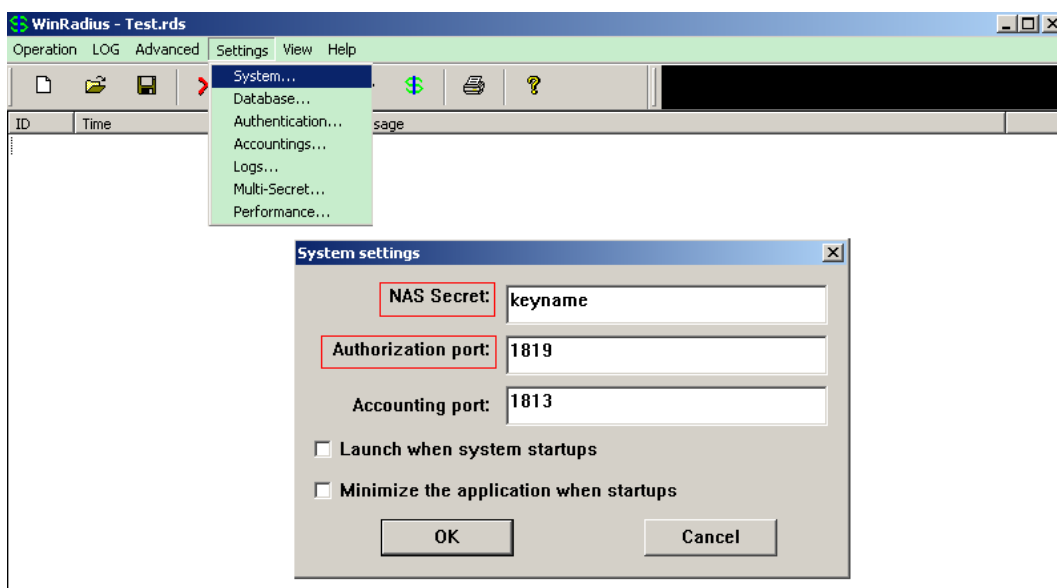 WinRadius - Test.rds
Operation LOG Advanced Settings View Help
System...
Database...
Authentication...
Accountings...
Logs...
Multi-Secret...
Performance...
ID Time sage
System settings
NAS Secret: keyname
Authorization port: 1819
Accounting port: 1813
Launch when system startups
Minimize the application when startups
OK Cancel